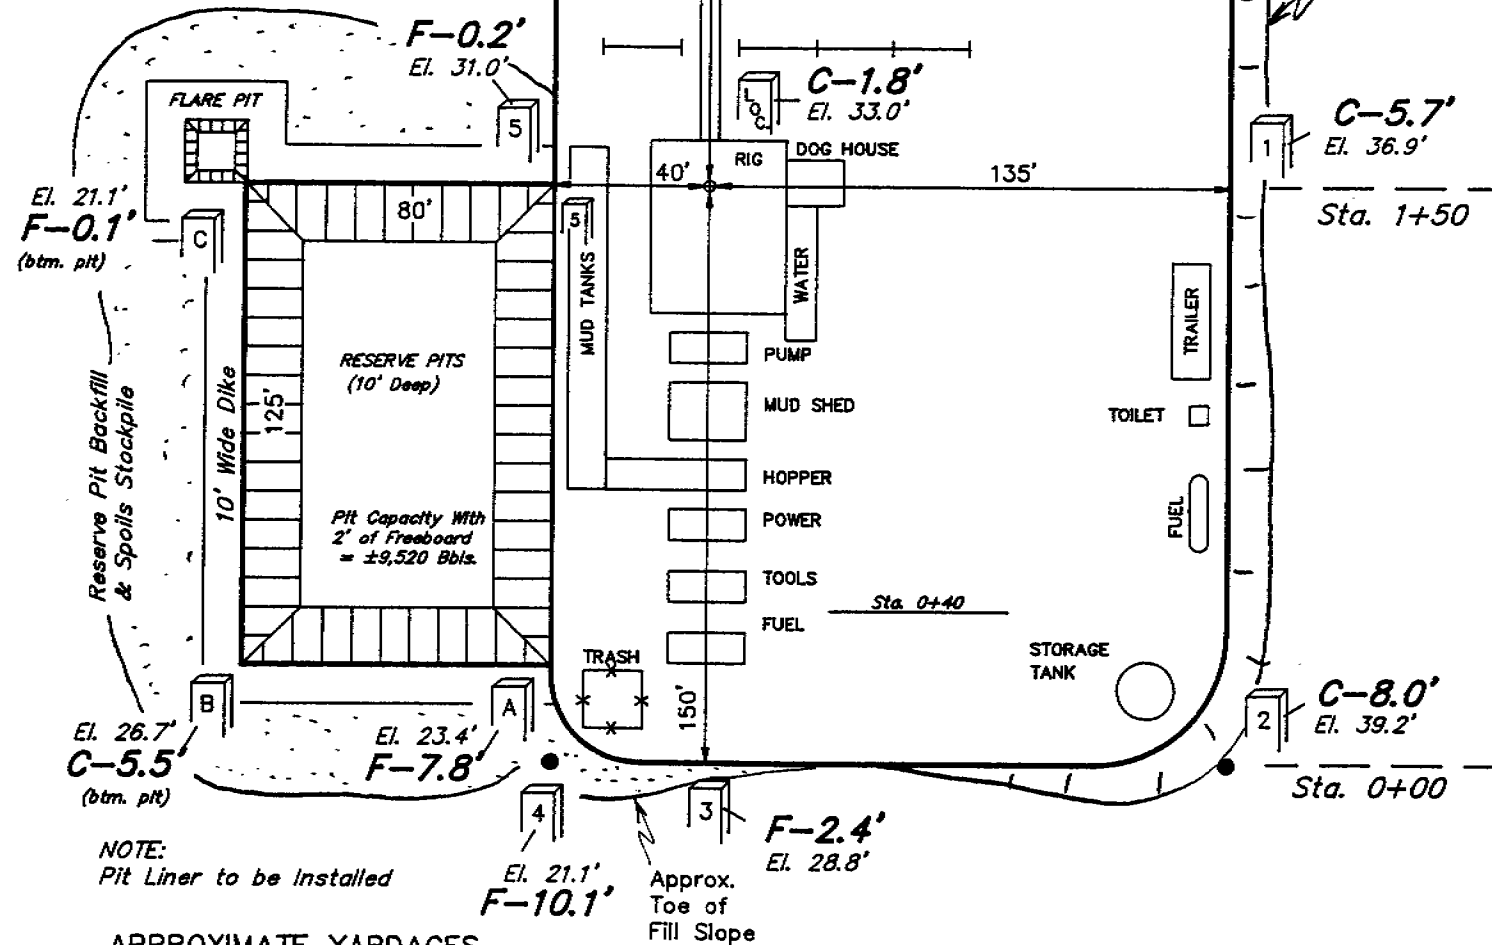 F-0.2'
El. 31.0'
5
FLARE PIT
LOC.
C-1.8'
El. 33.0'
C-5.7'
El. 36.9'
1
RIG
DOG HOUSE
40'
135'
Sta. 1+50
El. 21.1'
F-0.1'
(btm. pit)
C
80'
5
MUD TANKS
WATER
TRAILER
PUMP
RESERVE PITS
(10' Deep)
MUD SHED
TOILET
125'
10' Wide Dike
Reserve Pit Backfill
& Spoils Stockpile
HOPPER
Pit Capacity With
2' of Freeboard
= ±9,520 Bbls.
POWER
FUEL
TOOLS
Sta. 0+40
FUEL
TRASH
STORAGE
TANK
150'
B
El. 26.7'
C-5.5'
(btm. pit)
A
El. 23.4'
F-7.8'
2
C-8.0'
El. 39.2'
Sta. 0+00
4
El. 21.1'
F-10.1'
3
F-2.4'
El. 28.8'
NOTE:
Pit Liner to be Installed
Approx.
Toe of
Fill Slope
APPROXIMATE YARDAGES